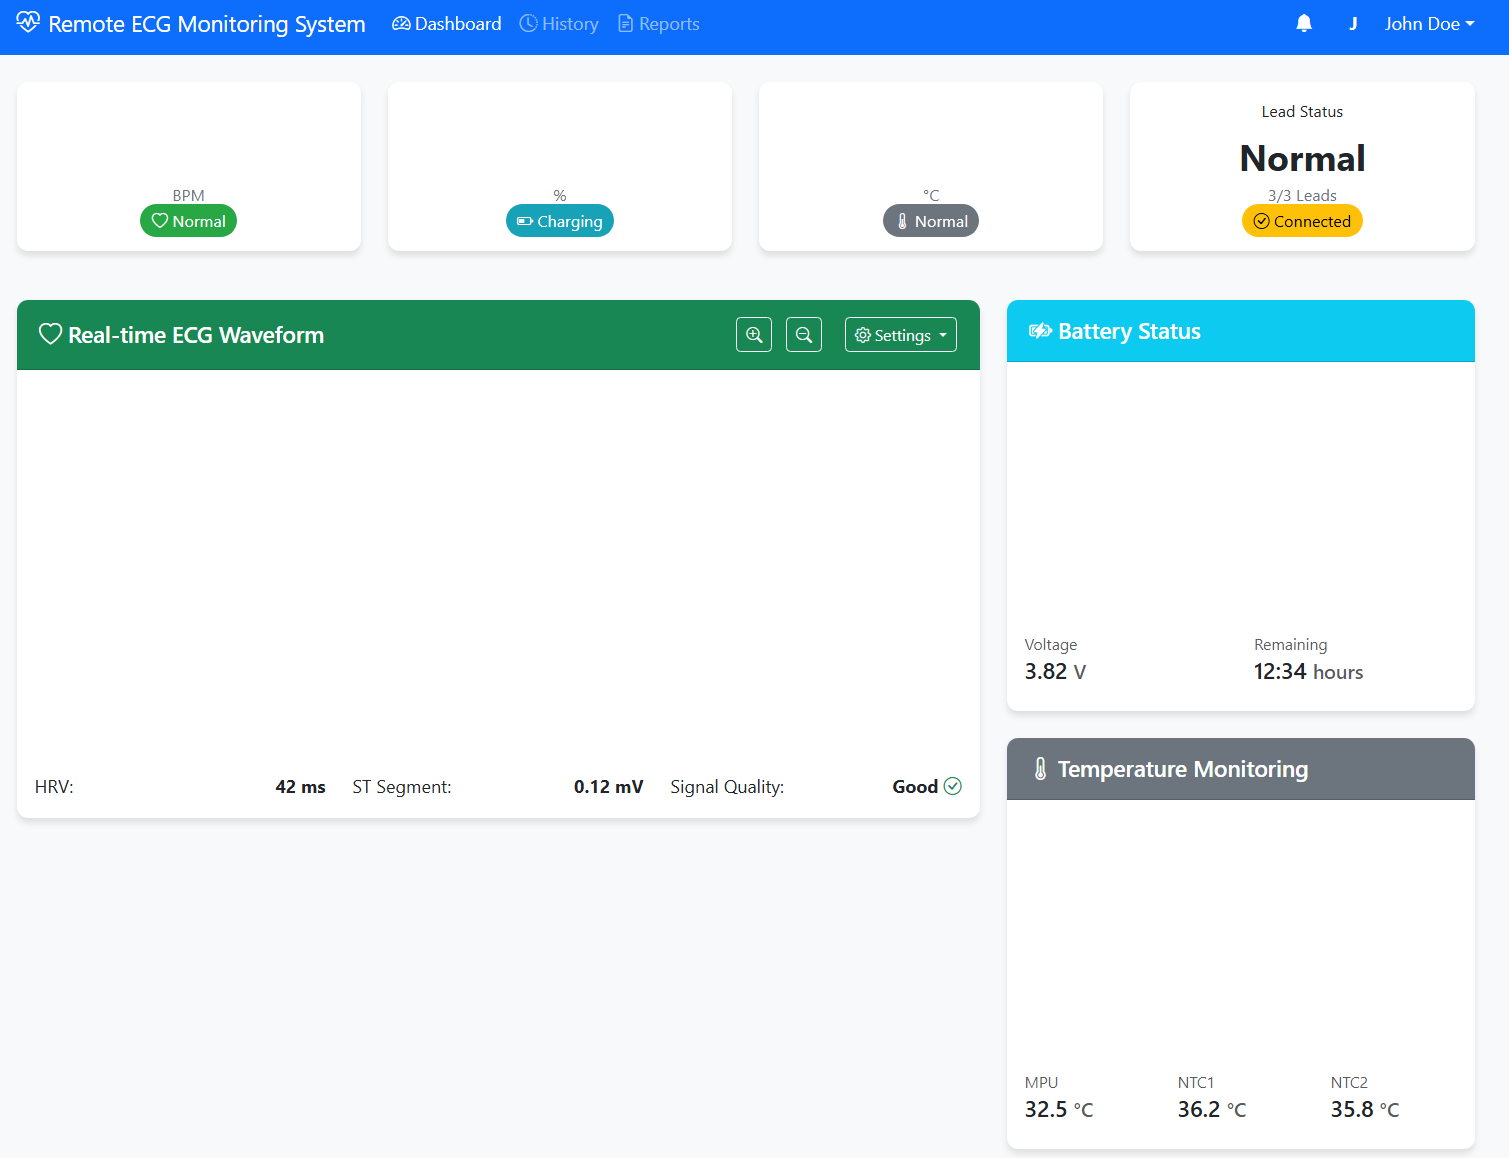 Remote ECG Monitoring System Dashboard History Reports J John Doe
BPM
Normal
%
Charging
°C
Normal
Lead Status
Normal
3/3 Leads
Connected
Real-time ECG Waveform Settings
HRV: 42 ms ST Segment: 0.12 mV Signal Quality: Good
Battery Status
Voltage Remaining
3.82 V 12:34 hours
Temperature Monitoring
MPU NTC1 NTC2
32.5 °C 36.2 °C 35.8 °C